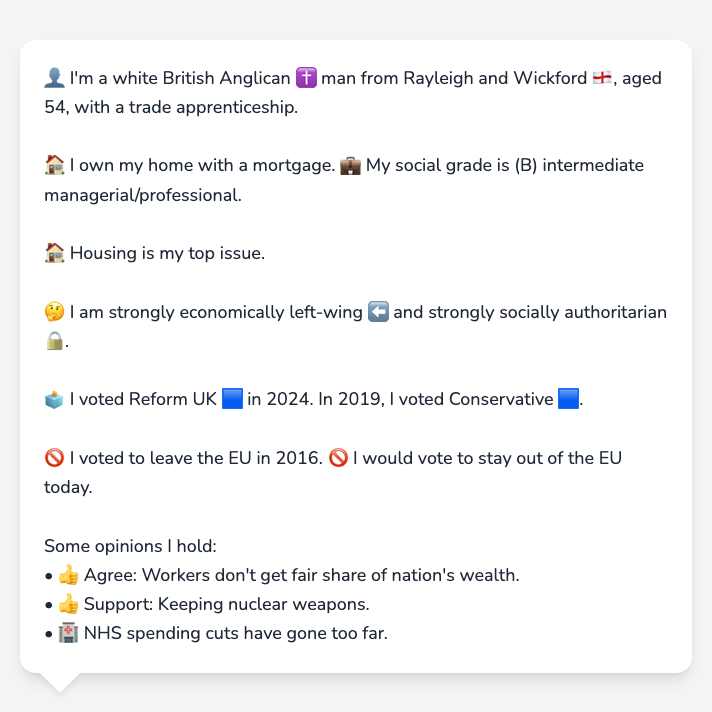 👤 I'm a white British Anglican ✝️ man from Rayleigh and Wickford 🏴󠁧󠁢󠁥󠁮󠁧󠁿, aged
54, with a trade apprenticeship.
🏠 I own my home with a mortgage. 💼 My social grade is (B) intermediate
managerial/professional.
🏠 Housing is my top issue.
🤔 I am strongly economically left-wing ⬅️ and strongly socially authoritarian
🔒.
🗳️ I voted Reform UK 🟦 in 2024. In 2019, I voted Conservative 🟦.
🚫 I voted to leave the EU in 2016. 🚫 I would vote to stay out of the EU
today.
Some opinions I hold:
• 👍 Agree: Workers don't get fair share of nation's wealth.
• 👍 Support: Keeping nuclear weapons.
• 🏥 NHS spending cuts have gone too far.